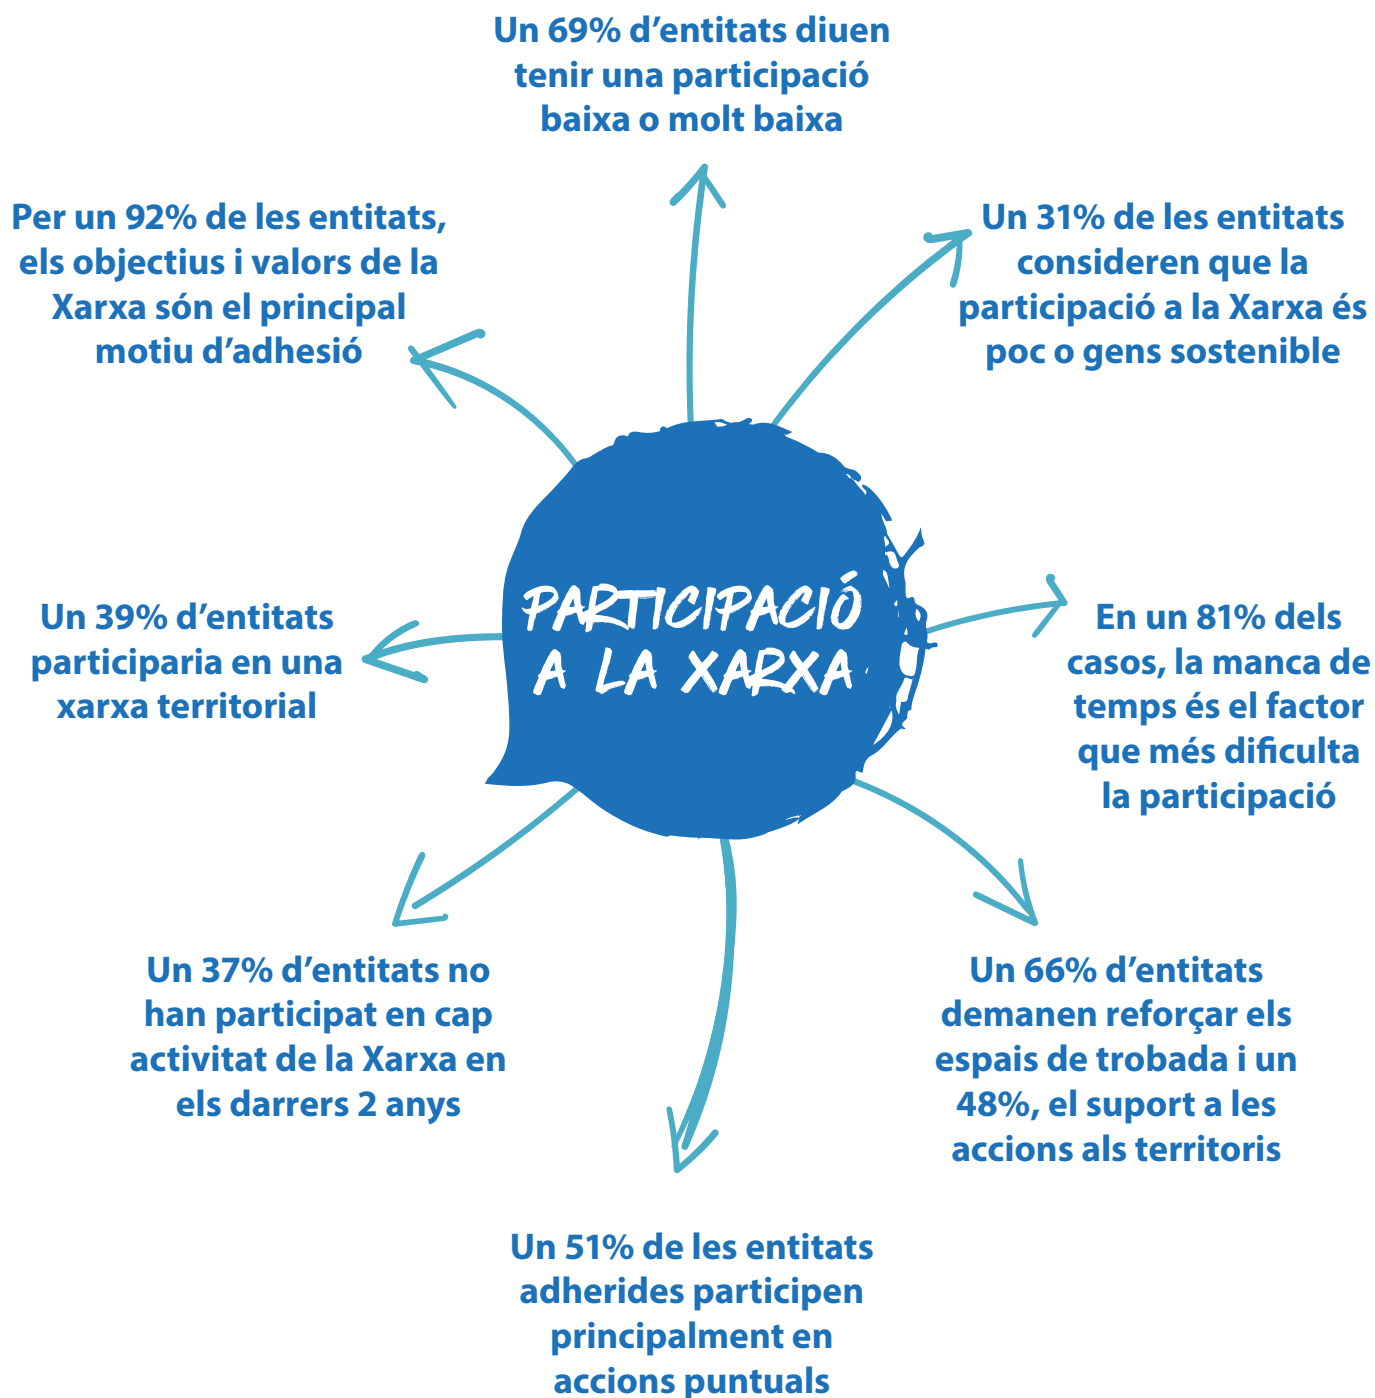 Un 69% d’entitats diuen
tenir una participació
baixa o molt baixa
Per un 92% de les entitats,
els objectius i valors de la
Xarxa són el principal
motiu d’adhesió
Un 31% de les entitats
consideren que la
participació a la Xarxa és
poc o gens sostenible
PARTICIPACIÓ
A LA XARXA
Un 39% d’entitats
participaria en una
xarxa territorial
En un 81% dels
casos, la manca de
temps és el factor
que més dificulta
la participació
Un 37% d’entitats no
han participat en cap
activitat de la Xarxa en
els darrers 2 anys
Un 66% d’entitats
demanen reforçar els
espais de trobada i un
48%, el suport a les
accions als territoris
Un 51% de les entitats
adherides participen
principalment en
accions puntuals